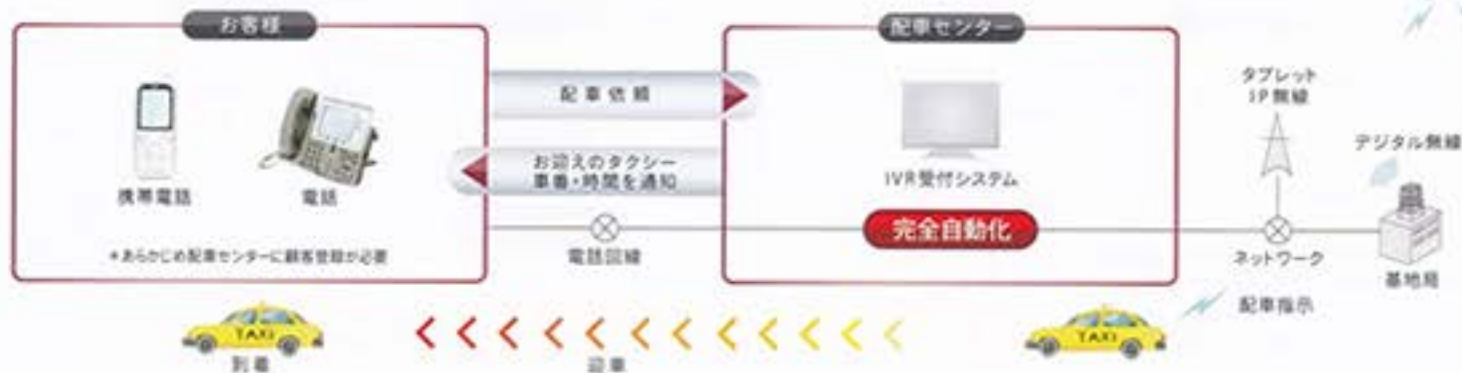 お客様
配車センター
配車依頼
お迎えのタクシー
車番・時間を通知
携帯電話
電話
*あらかじめ配車センターに顧客登録が必要
電話回線
IVR受付システム
完全自動化
タブレット
IP無線
デジタル無線
ネットワーク
基地局
配車指示
TAXI
到着
迎車
TAXI